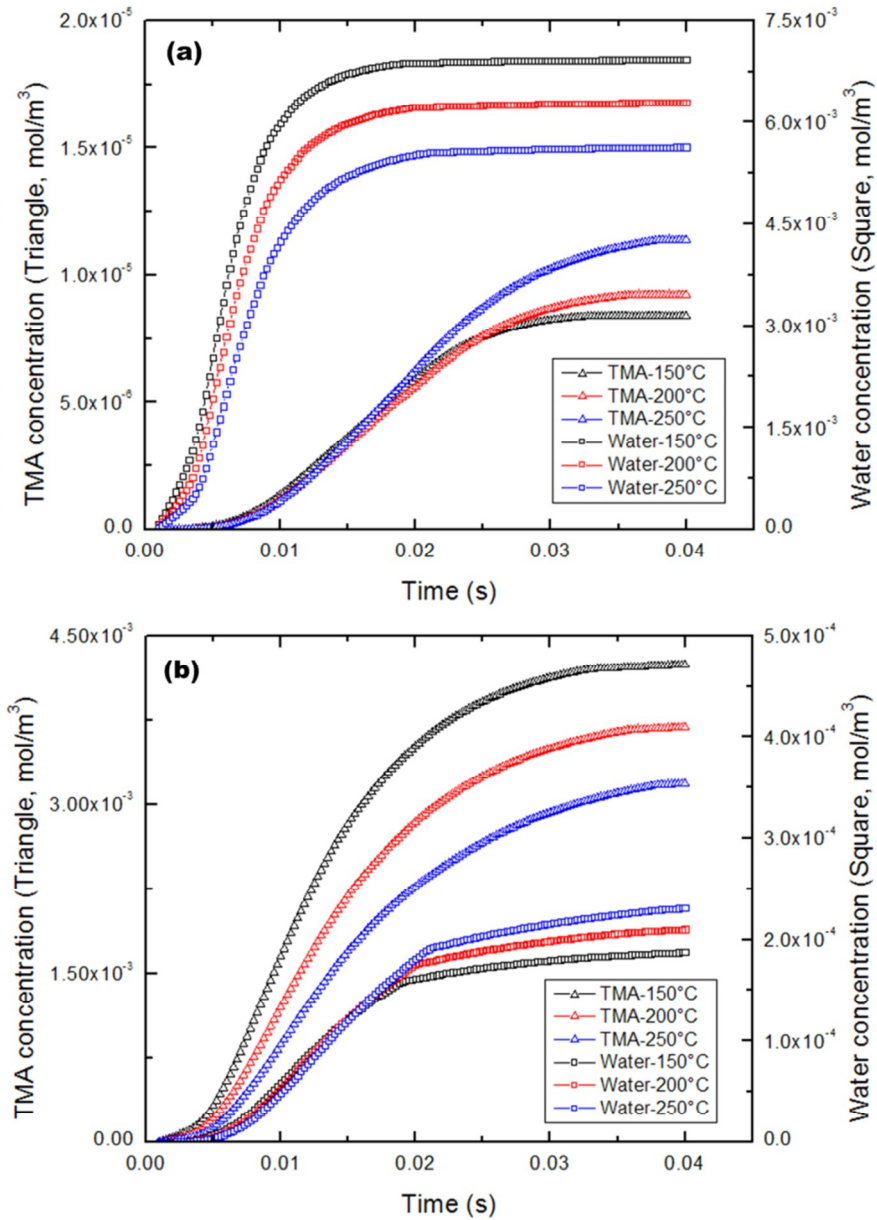 (a)
TMA concentration (Triangle, mol/m³)
2.0x10⁻⁵
1.5x10⁻⁵
1.0x10⁻⁵
5.0x10⁻⁶
0.0
Water concentration (Square, mol/m³)
7.5x10⁻³
6.0x10⁻³
4.5x10⁻³
3.0x10⁻³
1.5x10⁻³
0.0
TMA-150°C
TMA-200°C
TMA-250°C
Water-150°C
Water-200°C
Water-250°C
0.00 0.01 0.02 0.03 0.04
Time (s)
(b)
TMA concentration (Triangle, mol/m³)
4.50x10⁻³
3.00x10⁻³
1.50x10⁻³
0.00
Water concentration (Square, mol/m³)
5.0x10⁻⁴
4.0x10⁻⁴
3.0x10⁻⁴
2.0x10⁻⁴
1.0x10⁻⁴
0.0
TMA-150°C
TMA-200°C
TMA-250°C
Water-150°C
Water-200°C
Water-250°C
0.00 0.01 0.02 0.03 0.04
Time (s)